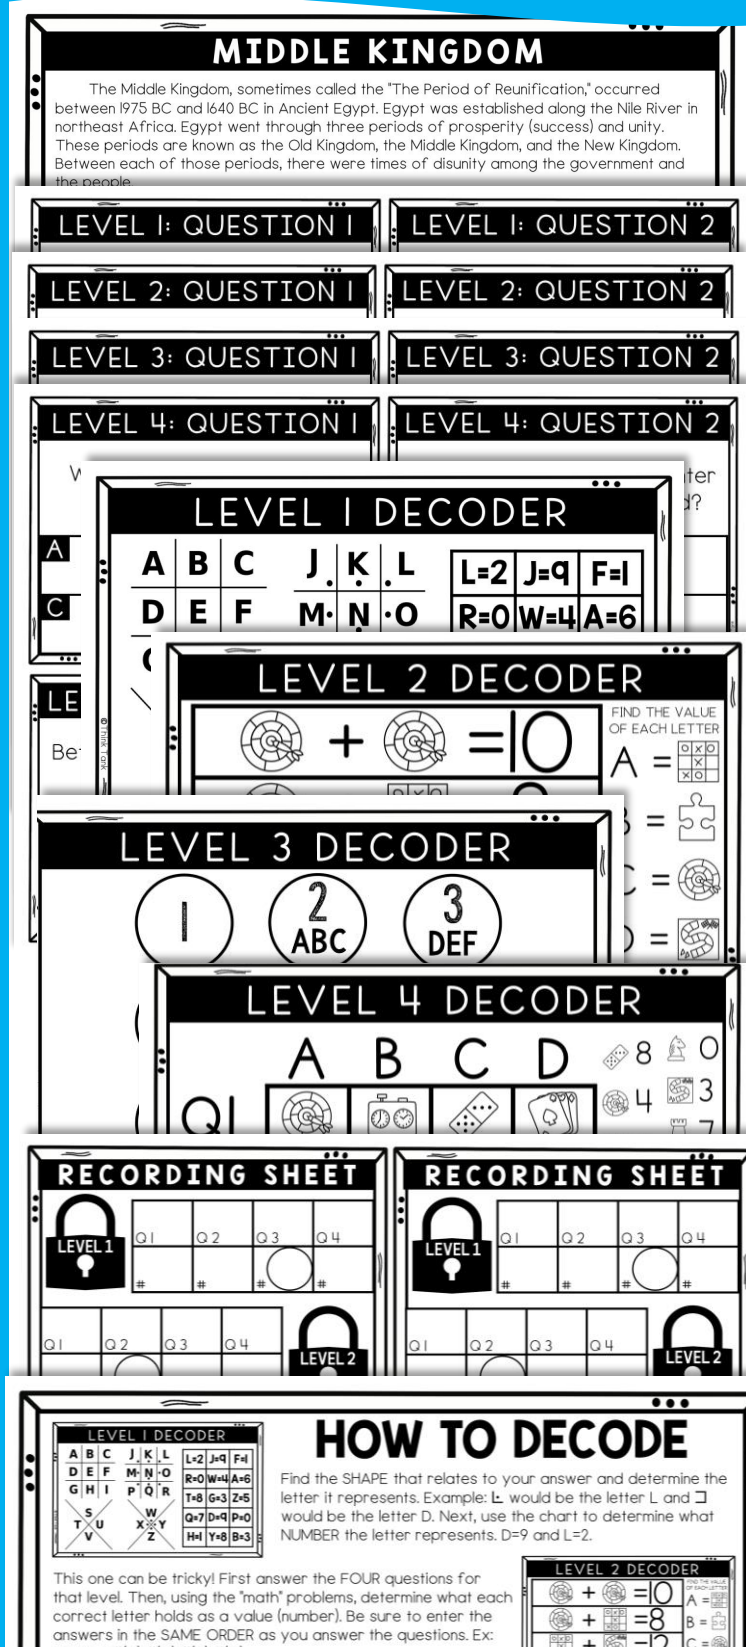 MIDDLE KINGDOM
The Middle Kingdom, sometimes called the "The Period of Reunification," occurred
between 1975 BC and 1640 BC in Ancient Egypt. Egypt was established along the Nile River in
northeast Africa. Egypt went through three periods of prosperity (success) and unity.
These periods are known as the Old Kingdom, the Middle Kingdom, and the New Kingdom.
Between each of those periods, there were times of disunity among the government and
the people.
LEVEL 1: QUESTION 1
LEVEL 1: QUESTION 2
LEVEL 2: QUESTION 1
LEVEL 2: QUESTION 2
LEVEL 3: QUESTION 1
LEVEL 3: QUESTION 2
LEVEL 4: QUESTION 1
LEVEL 4: QUESTION 2
A
C
LEVEL 1 DECODER
A B C
J K L
L=2 J=9 F=1
D E F
M N O
R=0 W=4 A=6
© Think Tank
LEVEL 2 DECODER
+ =10
FIND THE VALUE
OF EACH LETTER
A =
=
=
=
LEVEL 3 DECODER
1
2
ABC
3
DEF
LEVEL 4 DECODER
A B C D
8 0
4 3
7
Q1
RECORDING SHEET
LEVEL 1
Q1 Q2 Q3 Q4
# # # #
Q1 Q2 Q3 Q4
LEVEL 2
RECORDING SHEET
LEVEL 1
Q1 Q2 Q3 Q4
# # # #
Q1 Q2 Q3 Q4
LEVEL 2
LEVEL 1 DECODER
A B C J K L L=2 J=9 F=1
D E F M N O R=0 W=4 A=6
G H I P Q R T=8 G=3 Z=5
S W Q=7 D=9 P=0
T U X Y H=1 Y=8 B=3
V Z
HOW TO DECODE
Find the SHAPE that relates to your answer and determine the
letter it represents. Example: would be the letter L and
would be the letter D. Next, use the chart to determine what
NUMBER the letter represents. D=9 and L=2.
This one can be tricky! First answer the FOUR questions for
that level. Then, using the "math" problems, determine what each
correct letter holds as a value (number). Be sure to enter the
answers in the SAME ORDER as you answer the questions. Ex:
LEVEL 2 DECODER
+ =10
+ =8
FIND THE VALUE
OF EACH LETTER
A =
B =
C =